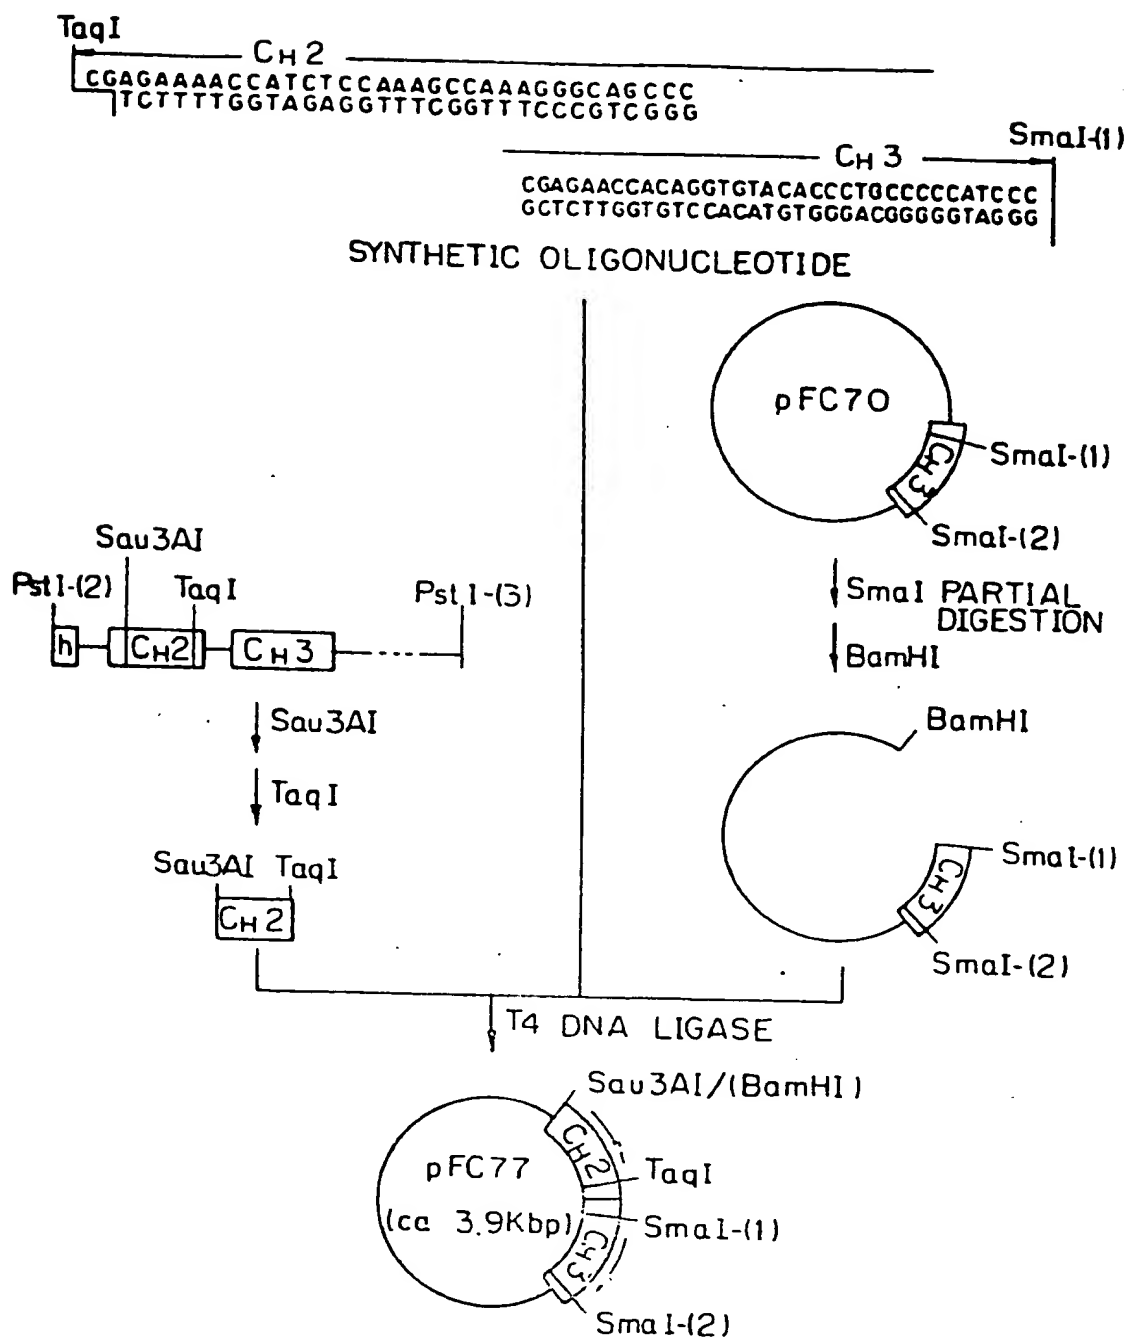 TaqI
CH2
CGAGAAAACCATCTCCAAAGCCAAAGGGCAGCCC
TCTTTTGGTAGAGGTTTCGGTTTCCCGTCGGG
SmaI-(1)
CH3
CGAGAACCACAGGTGTACACCCTGCCCCCATCCC
GCTCTTGGTGTCCACATGTGGGACGGGGGTAGGG
SYNTHETIC OLIGONUCLEOTIDE
pFC70
SmaI-(1)
CH3
SmaI-(2)
SmaI PARTIAL
DIGESTION
BamHI
Sau3AI
PstI-(2)
TaqI
PstI-(3)
h
CH2
CH3
Sau3AI
TaqI
BamHI
SmaI-(1)
CH3
SmaI-(2)
Sau3AI TaqI
CH2
T4 DNA LIGASE
Sau3AI/(BamHI)
CH2
TaqI
pFC77
(ca 3.9Kbp)
SmaI-(1)
CH3
SmaI-(2)